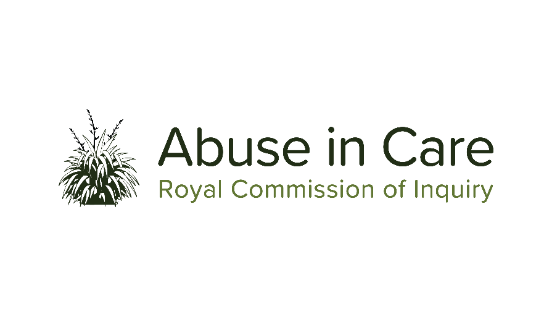 Abuse in Care
Royal Commission of Inquiry